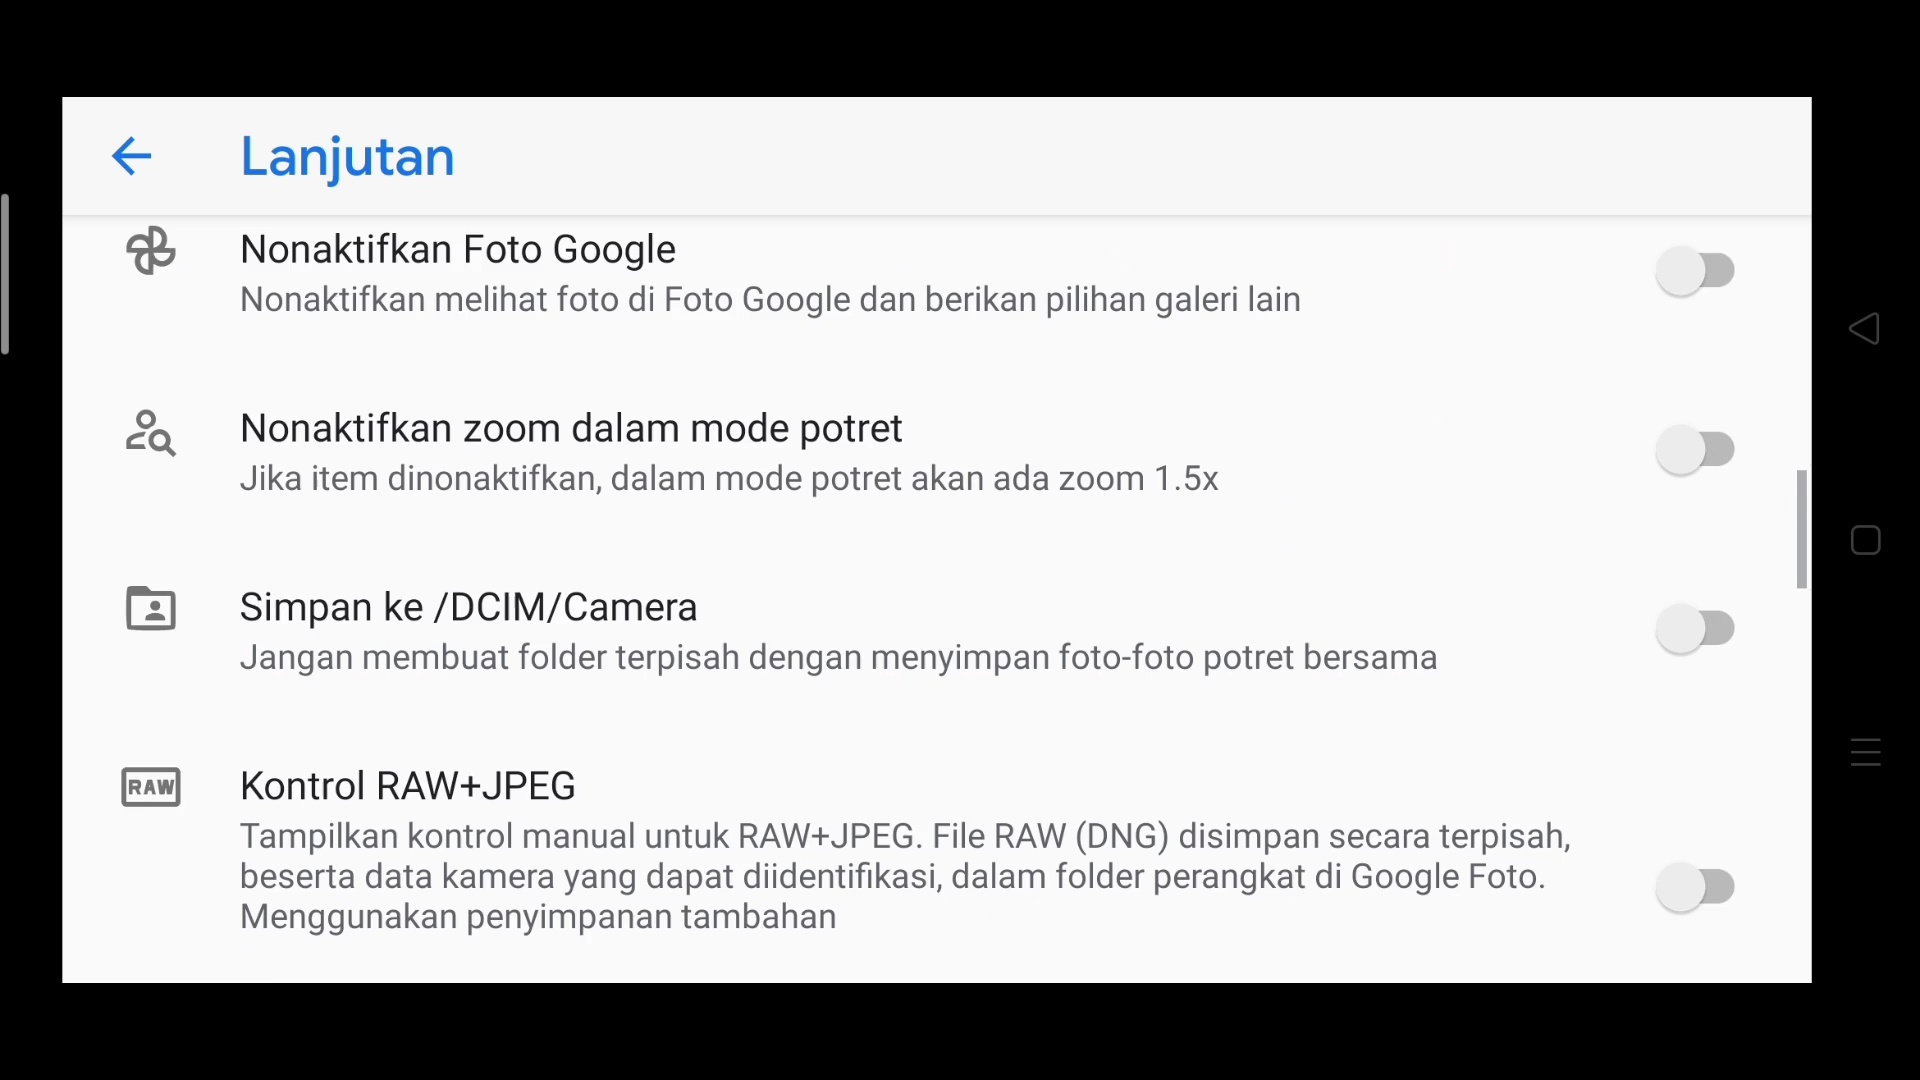 Lanjutan
Nonaktifkan Foto Google
Nonaktifkan melihat foto di Foto Google dan berikan pilihan galeri lain
Nonaktifkan zoom dalam mode potret
Jika item dinonaktifkan, dalam mode potret akan ada zoom 1.5x
Simpan ke /DCIM/Camera
Jangan membuat folder terpisah dengan menyimpan foto-foto potret bersama
RAW
Kontrol RAW+JPEG
Tampilkan kontrol manual untuk RAW+JPEG. File RAW (DNG) disimpan secara terpisah,
beserta data kamera yang dapat diidentifikasi, dalam folder perangkat di Google Foto.
Menggunakan penyimpanan tambahan